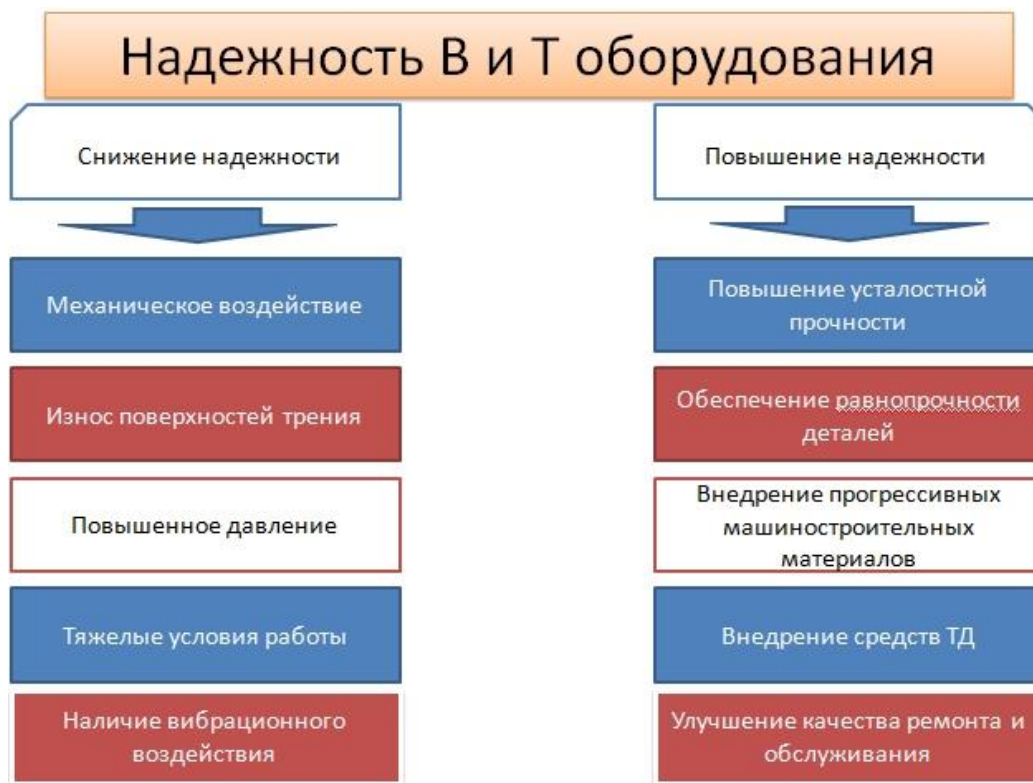 Надежность В и Т оборудования
Снижение надежности
Механическое воздействие
Износ поверхностей трения
Повышенное давление
Тяжелые условия работы
Наличие вибрационного
воздействия
Повышение надежности
Повышение усталостной
прочности
Обеспечение равнопрочности
деталей
Внедрение прогрессивных
машиностроительных
материалов
Внедрение средств ТД
Улучшение качества ремонта и
обслуживания